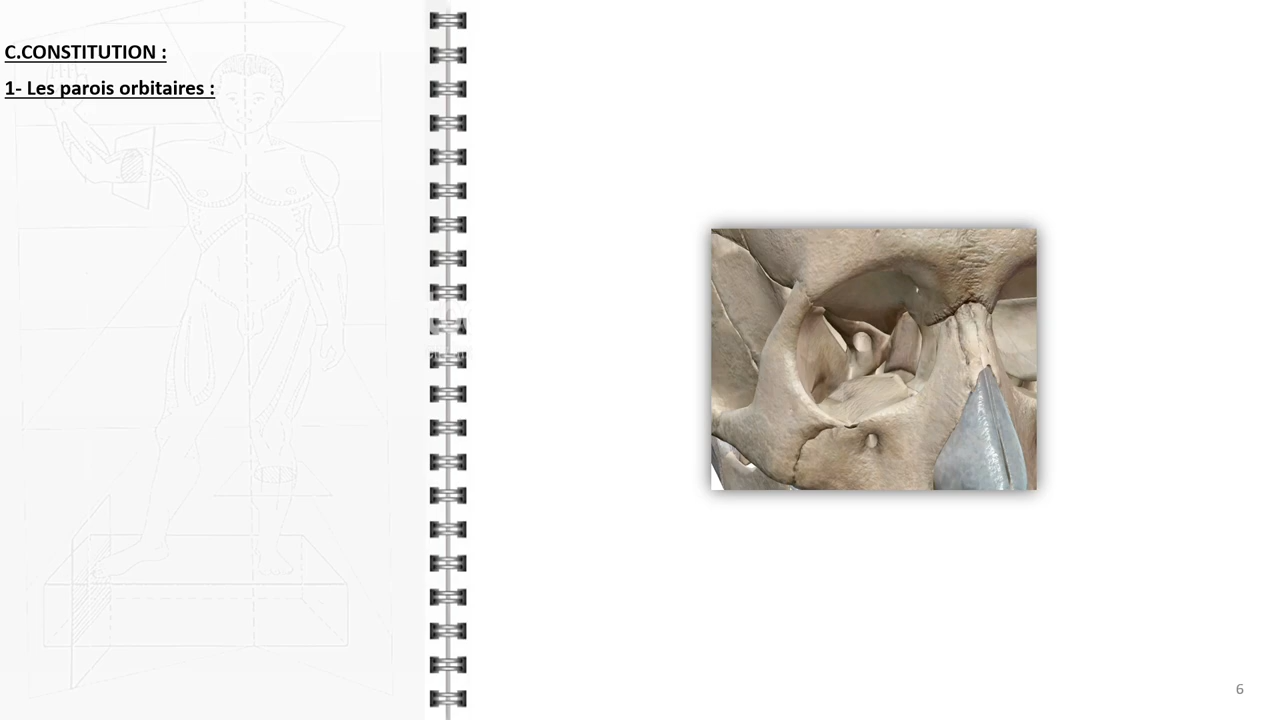 C.CONSTITUTION :
1- Les parois orbitaires :
6